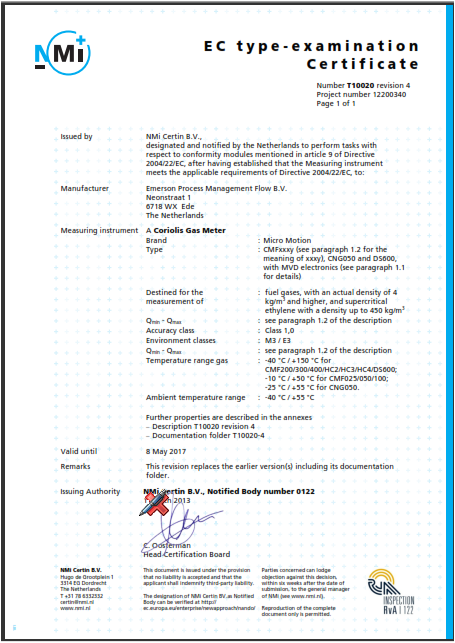 NMi
EC type-examination
Certificate
Number T10020 revision 4
Project number 12200340
Page 1 of 1
Issued by NMi Certin B.V.,
designated and notified by the Netherlands to perform tasks with
respect to conformity modules mentioned in article 9 of Directive
2004/22/EC, after having established that the Measuring instrument
meets the applicable requirements of Directive 2004/22/EC, to:
Manufacturer Emerson Process Management Flow B.V.
Neonstraat 1
6718 WX Ede
The Netherlands
Measuring instrument A Coriolis Gas Meter
Brand : Micro Motion
Type : CMFxxxy (see paragraph 1.2 for the
meaning of xxxy), CNG050 and DS600,
with MVD electronics (see paragraph 1.1
for details)
Destined for the : fuel gases, with an actual density of 4
measurement of kg/m3 and higher, and supercritical
ethylene with a density up to 450 kg/m3
Qmin - Qmax : see paragraph 1.2 of the description
Accuracy class : Class 1,0
Environment classes : M3 / E3
Qmin - Qmax : see paragraph 1.2 of the description
Temperature range gas : -40 °C / +150 °C for
CMF200/300/400/HC2/HC3/HC4/DS600;
-10 °C / +50 °C for CMF025/050/100;
-25 °C / +55 °C for CNG050.
Ambient temperature range : -40 °C / +55 °C
Further properties are described in the annexes
– Description T10020 revision 4
– Documentation folder T10020-4
Valid until 8 May 2017
Remarks This revision replaces the earlier version(s) including its documentation
folder.
Issuing Authority NMi Certin B.V., Notified Body number 0122
2013
C. Oosterman
Head Certification Board
NMi Certin B.V.
Hugo de Grootplein 1
3314 EG Dordrecht
The Netherlands
T +31 78 6332332
certin@nmi.nl
www.nmi.nl
This document is issued under the provision
that no liability is accepted and that the
applicant shall indemnify third-party liability.
The designation of NMi Certin BV. as Notified
Body can be verified at http://
ec.europa.eu/enterprise/newapproach/nando/
Parties concerned can lodge
objection against this decision,
within six weeks after the date of
submission, to the general manager
of NMi (see www.nmi.nl).
Reproduction of the complete
document only is permitted.
INSPECTION
RvA I 122